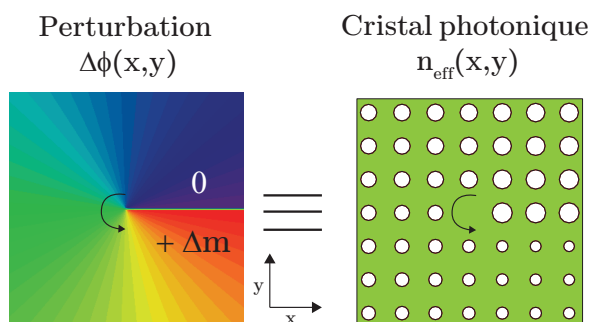 Perturbation
Δϕ(x,y)
Cristal photonique
n_eff(x,y)
0
+ Δm
y
x